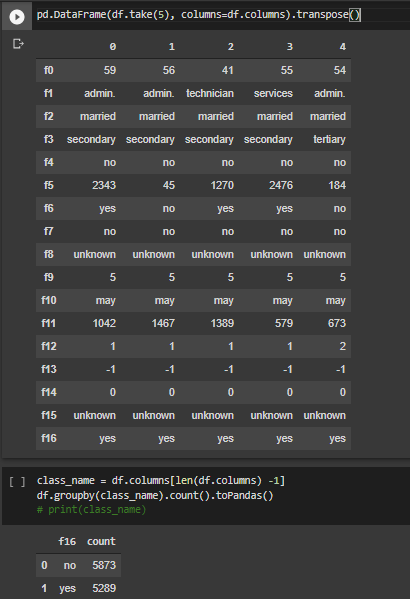 pd.DataFrame(df.take(5), columns=df.columns).transpose()
0 1 2 3 4
f0 59 56 41 55 54
f1 admin. admin. technician services admin.
f2 married married married married married
f3 secondary secondary secondary secondary tertiary
f4 no no no no no
f5 2343 45 1270 2476 184
f6 yes no yes yes no
f7 no no no no no
f8 unknown unknown unknown unknown unknown
f9 5 5 5 5 5
f10 may may may may may
f11 1042 1467 1389 579 673
f12 1 1 1 1 2
f13 -1 -1 -1 -1 -1
f14 0 0 0 0 0
f15 unknown unknown unknown unknown unknown
f16 yes yes yes yes yes
[ ] class_name = df.columns[len(df.columns) -1]
df.groupby(class_name).count().toPandas()
# print(class_name)
f16 count
0 no 5873
1 yes 5289